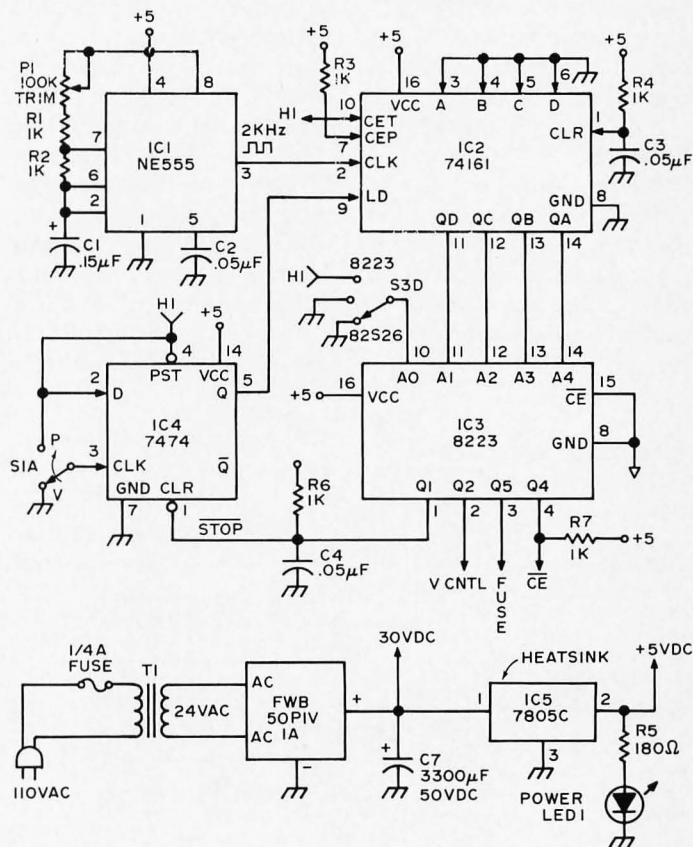 +5
+5
+5
+5
P1
100K
TRIM
R1
1K
R2
1K
4
8
7
6
2
IC1
NE555
3
1
5
2KHz
C1
.15µF
C2
.05µF
R3
1K
16
3
4
5
6
VCC
A
B
C
D
HI
10
CET
CEP
7
CLK
2
LD
9
IC2
74161
CLR
1
R4
1K
C3
.05µF
GND
8
QD
QC
QB
QA
11
12
13
14
HI
8223
S3D
82S26
10
11
12
13
14
A0
A1
A2
A3
A4
+5
16
VCC
IC3
8223
CE
15
GND
8
Q1
Q2
Q5
Q4
1
2
3
4
R7
1K
+5
V CNTL
FUSE
CE
HI
+5
4
14
PST
VCC
2
D
Q
5
IC4
7474
Q
P
S1A
V
3
CLK
GND
CLR
7
1
STOP
R6
1K
C4
.05µF
1/4A
FUSE
T1
24VAC
110VAC
AC
AC
FWB
50PIV
1A
+
-
30VDC
+
C7
3300µF
50VDC
HEATSINK
1
IC5
7805C
2
3
+5VDC
R5
180Ω
POWER
LED1